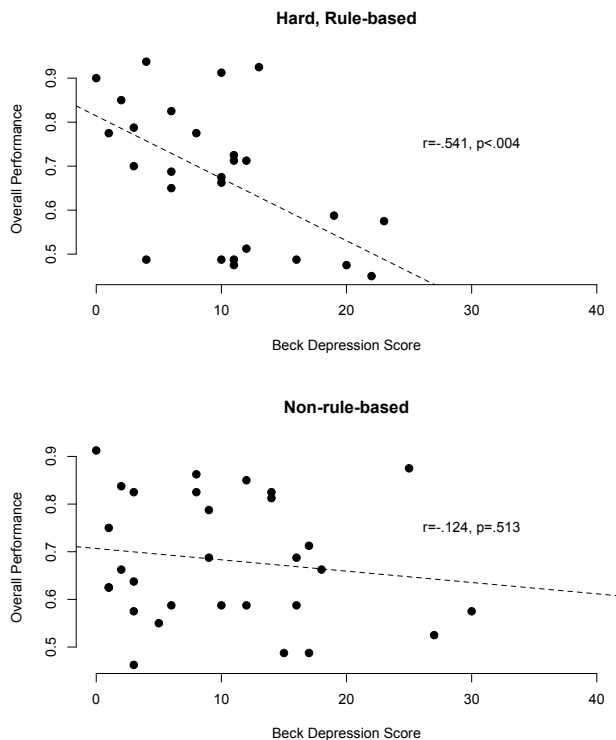 Hard, Rule-based
Overall Performance
0.9
0.8
0.7
0.6
0.5
r=-.541, p<.004
0 10 20 30 40
Beck Depression Score
Non-rule-based
Overall Performance
0.9
0.8
0.7
0.6
0.5
r=-.124, p=.513
0 10 20 30 40
Beck Depression Score